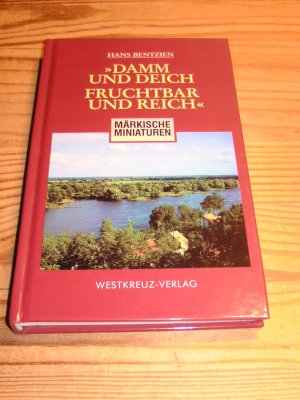 HANS BENTZIEN
»DAMM
UND DEICH
FRUCHTBAR
UND REICH«
MÄRKISCHE
MINIATUREN
WESTKREUZ-VERLAG